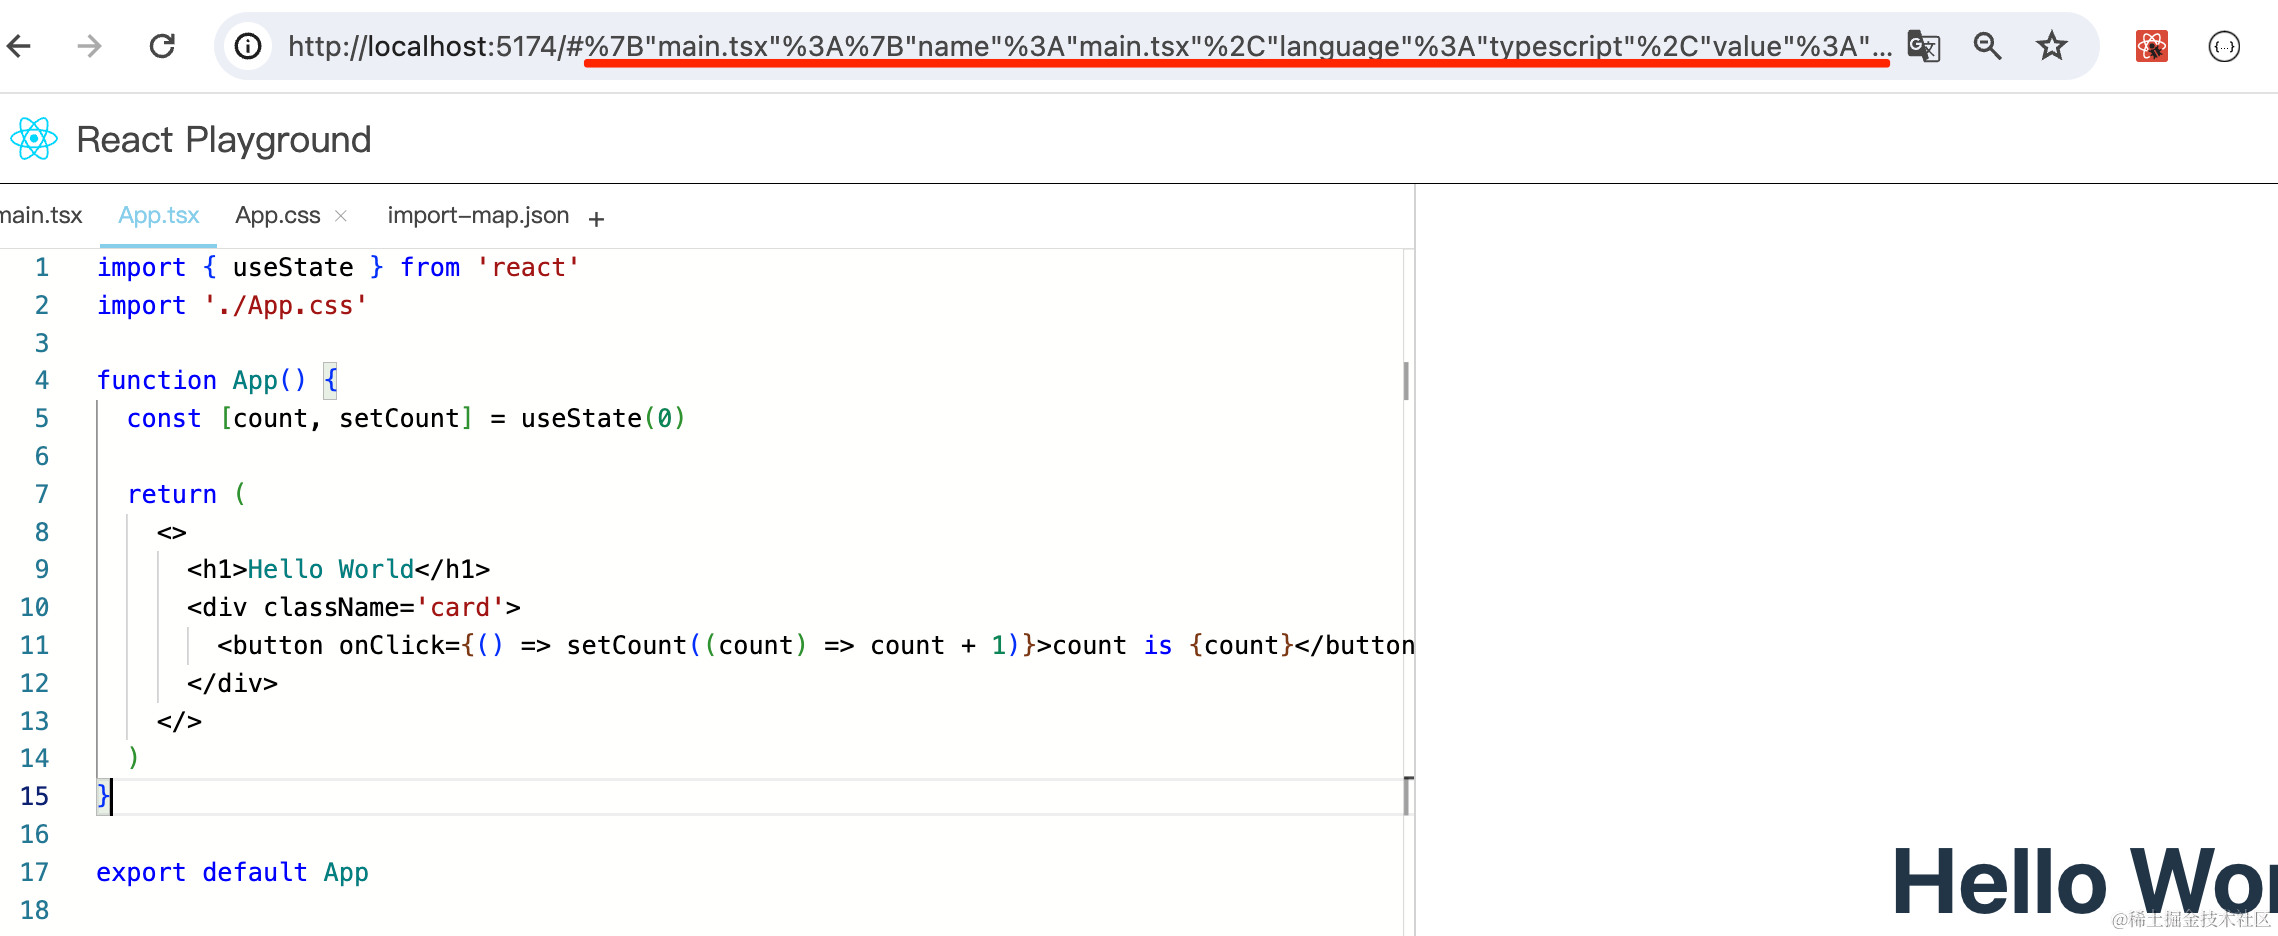 http://localhost:5174/#%7B"main.tsx"%3A%7B"name"%3A"main.tsx"%2C"language"%3A"typescript"%2C"value"%3A"...
React Playground
main.tsx App.tsx App.css × import-map.json +
1 import { useState } from 'react'
2 import './App.css'
3
4 function App() {
5 const [count, setCount] = useState(0)
6
7 return (
8 <>
9 <h1>Hello World</h1>
10 <div className='card'>
11 <button onClick={() => setCount((count) => count + 1)}>count is {count}</button
12 </div>
13 </>
14 )
15 }
16
17 export default App
18
Hello Wor
@稀土掘金技术社区